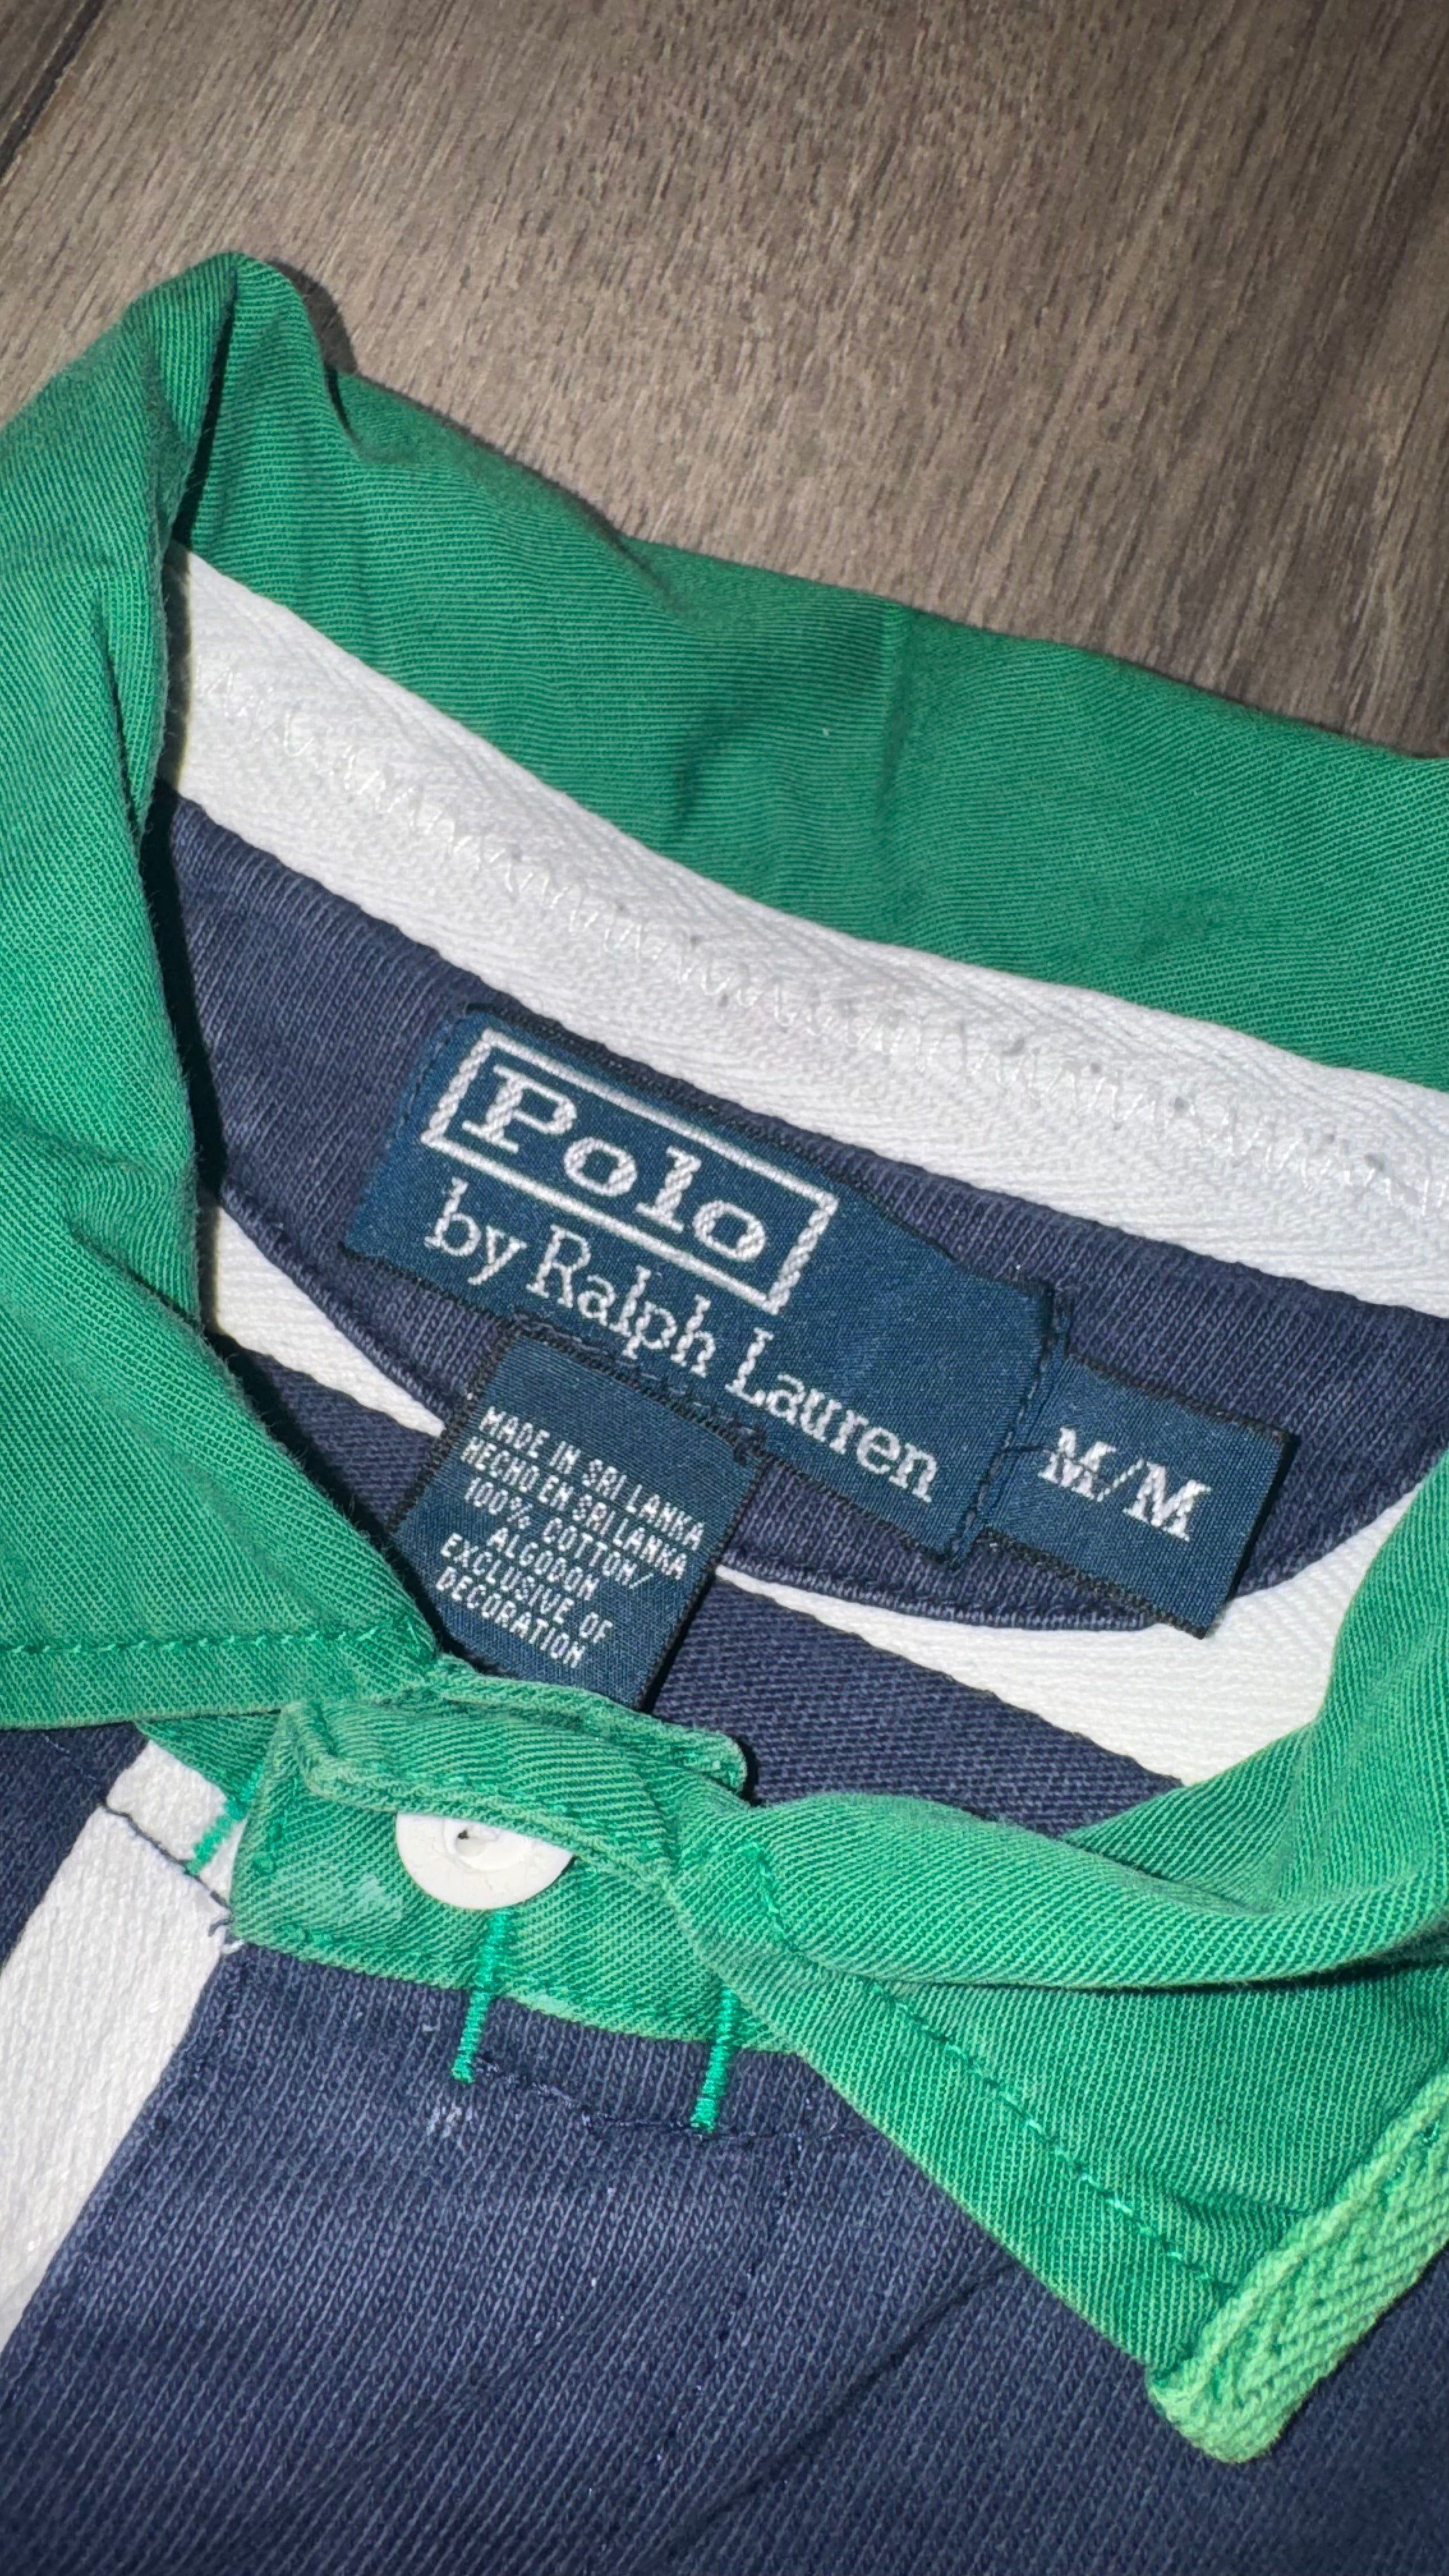 Polo
by Ralph Lauren
M/M
MADE IN SRI LANKA
HECHO EN SRI LANKA
100% COTTON/
ALGODON
EXCLUSIVE OF
DECORATION